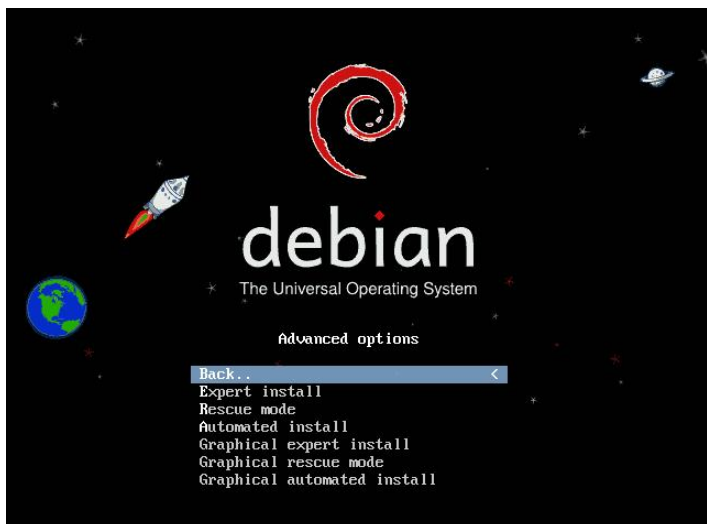 debian
The Universal Operating System
Advanced options
Back.. <
Expert install
Rescue mode
Automated install
Graphical expert install
Graphical rescue mode
Graphical automated install